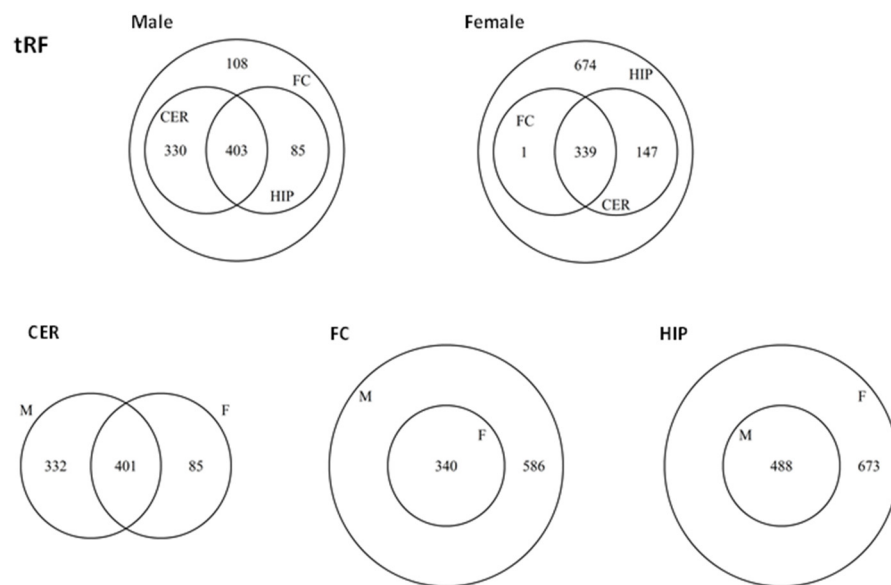 tRF
Male
Female
108
FC
CER
330
403
85
HIP
674
HIP
FC
1
339
147
CER
CER
FC
HIP
M
F
332
401
85
M
F
340
586
F
M
488
673